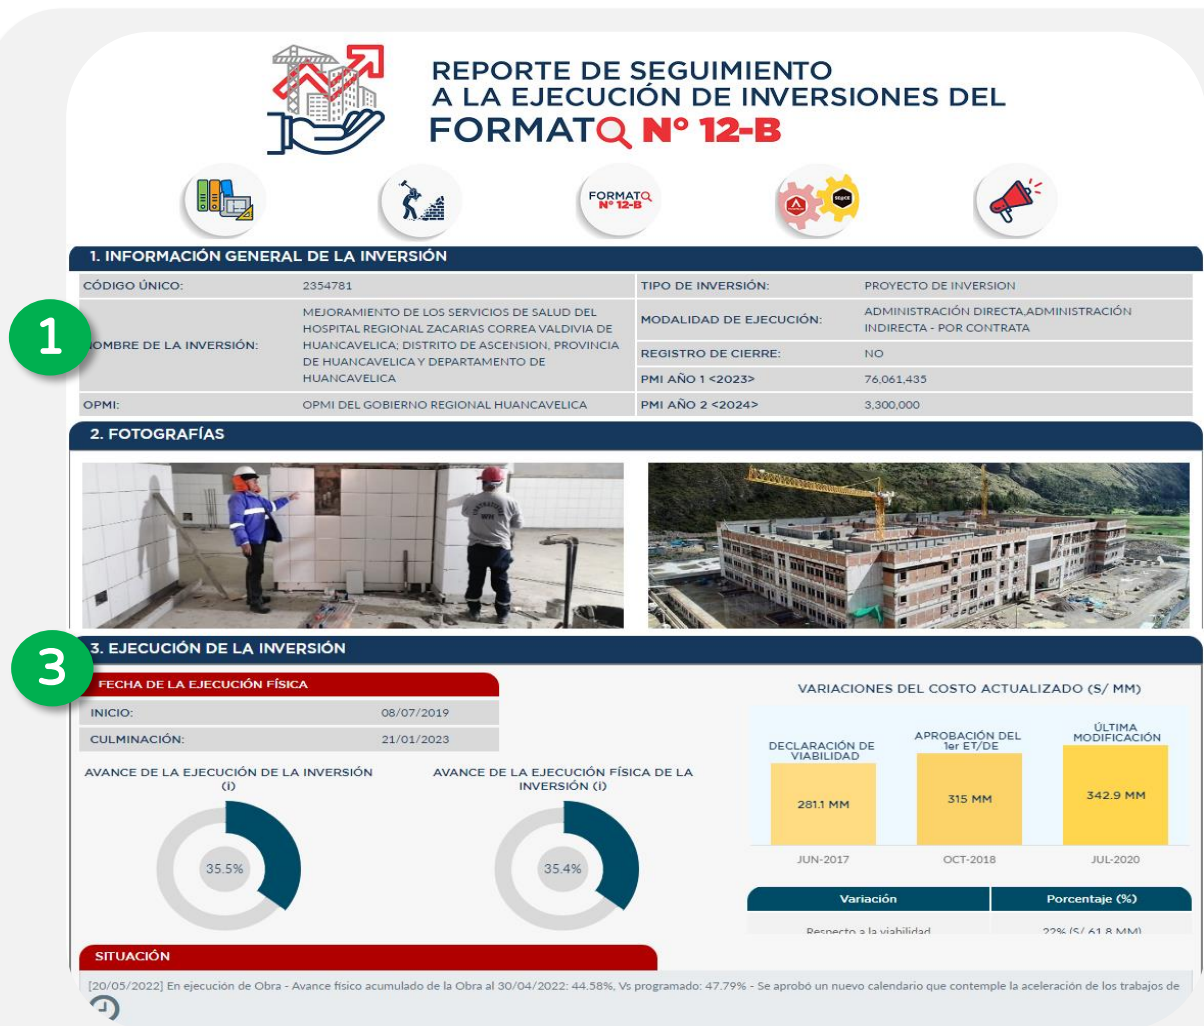 REPORTE DE SEGUIMIENTO
A LA EJECUCIÓN DE INVERSIONES DEL
FORMATO N° 12-B
FORMATO
N° 12-B
SEACE
1. INFORMACIÓN GENERAL DE LA INVERSIÓN
CÓDIGO ÚNICO: 2354781
TIPO DE INVERSIÓN: PROYECTO DE INVERSION
1
NOMBRE DE LA INVERSIÓN:
MEJORAMIENTO DE LOS SERVICIOS DE SALUD DEL
HOSPITAL REGIONAL ZACARIAS CORREA VALDIVIA DE
HUANCAVELICA; DISTRITO DE ASCENSION, PROVINCIA
DE HUANCAVELICA Y DEPARTAMENTO DE
HUANCAVELICA
MODALIDAD DE EJECUCIÓN:
ADMINISTRACIÓN DIRECTA,ADMINISTRACIÓN
INDIRECTA - POR CONTRATA
REGISTRO DE CIERRE: NO
PMI AÑO 1 <2023> 76,061,435
OPMI: OPMI DEL GOBIERNO REGIONAL HUANCAVELICA
PMI AÑO 2 <2024> 3,300,000
2. FOTOGRAFÍAS
3
3. EJECUCIÓN DE LA INVERSIÓN
FECHA DE LA EJECUCIÓN FÍSICA
INICIO: 08/07/2019
CULMINACIÓN: 21/01/2023
AVANCE DE LA EJECUCIÓN DE LA INVERSIÓN
(i)
35.5%
AVANCE DE LA EJECUCIÓN FÍSICA DE LA
INVERSIÓN (i)
35.4%
VARIACIONES DEL COSTO ACTUALIZADO (S/ MM)
DECLARACIÓN DE
VIABILIDAD
281.1 MM
JUN-2017
APROBACIÓN DEL
1er ET/DE
315 MM
OCT-2018
ÚLTIMA
MODIFICACIÓN
342.9 MM
JUL-2020
Variación Porcentaje (%)
Respecto a la viabilidad 22% (S/ 61.8 MM)
SITUACIÓN
[20/05/2022] En ejecución de Obra - Avance físico acumulado de la Obra al 30/04/2022: 44.58%, Vs programado: 47.79% - Se aprobó un nuevo calendario que contemple la aceleración de los trabajos de